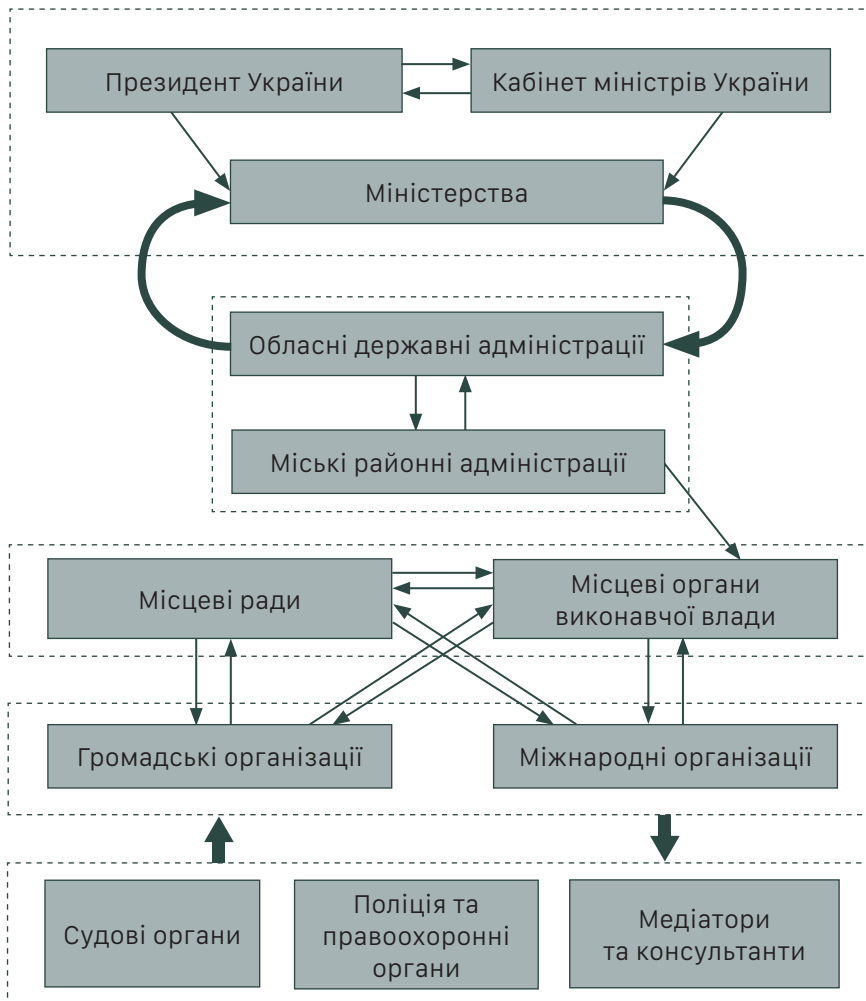 Президент України
Кабінет міністрів України
Міністерства
Обласні державні адміністрації
Міські районні адміністрації
Місцеві ради
Місцеві органи
виконавчої влади
Громадські організації
Міжнародні організації
Судові органи
Поліція та
правоохоронні
органи
Медіатори
та консультанти